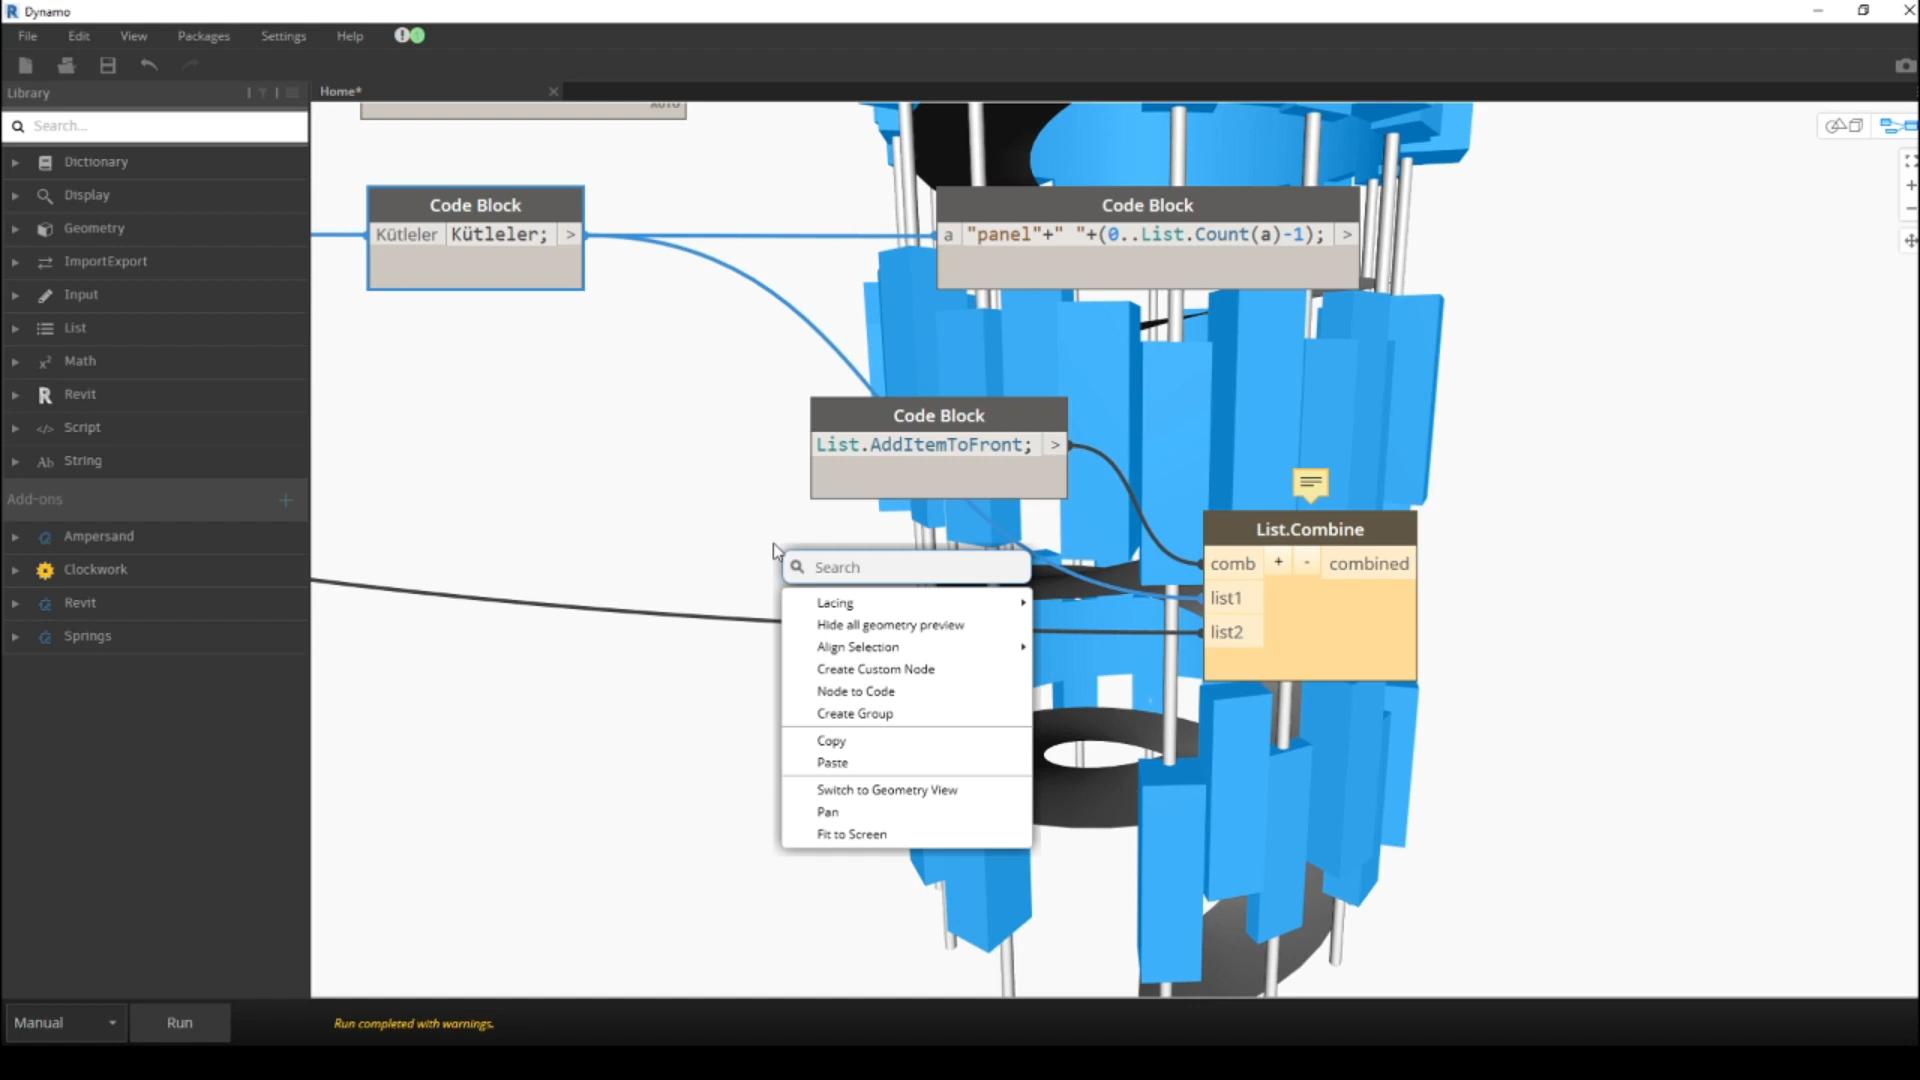 Dynamo
File Edit View Packages Settings Help
Library
Home*
AUTO
Search...
Dictionary
Display
Geometry
ImportExport
Input
List
Math
Revit
Script
String
Add-ons
Ampersand
Clockwork
Revit
Springs
Code Block
Kütleler Kütleler; >
Code Block
a "panel"+" "+(0..List.Count(a)-1); >
Code Block
List.AddItemToFront; >
List.Combine
comb + - combined
list1
list2
Search
Lacing
Hide all geometry preview
Align Selection
Create Custom Node
Node to Code
Create Group
Copy
Paste
Switch to Geometry View
Pan
Fit to Screen
Manual Run Run completed with warnings.